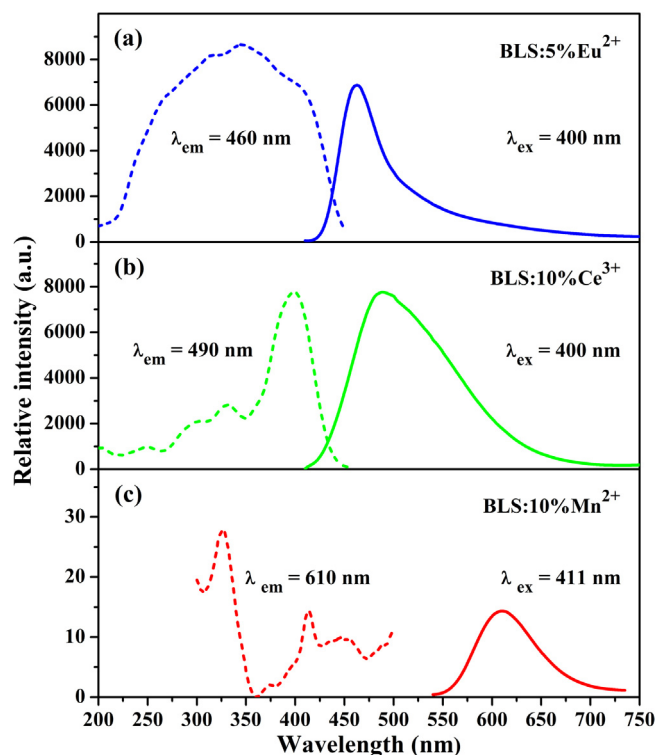 Relative intensity (a.u.)
(a)
BLS:5%Eu²⁺
λem = 460 nm
λex = 400 nm
8000
6000
4000
2000
0
(b)
BLS:10%Ce³⁺
λem = 490 nm
λex = 400 nm
8000
6000
4000
2000
0
(c)
BLS:10%Mn²⁺
λ em = 610 nm
λ ex = 411 nm
30
20
10
0
200 250 300 350 400 450 500 550 600 650 700 750
Wavelength (nm)